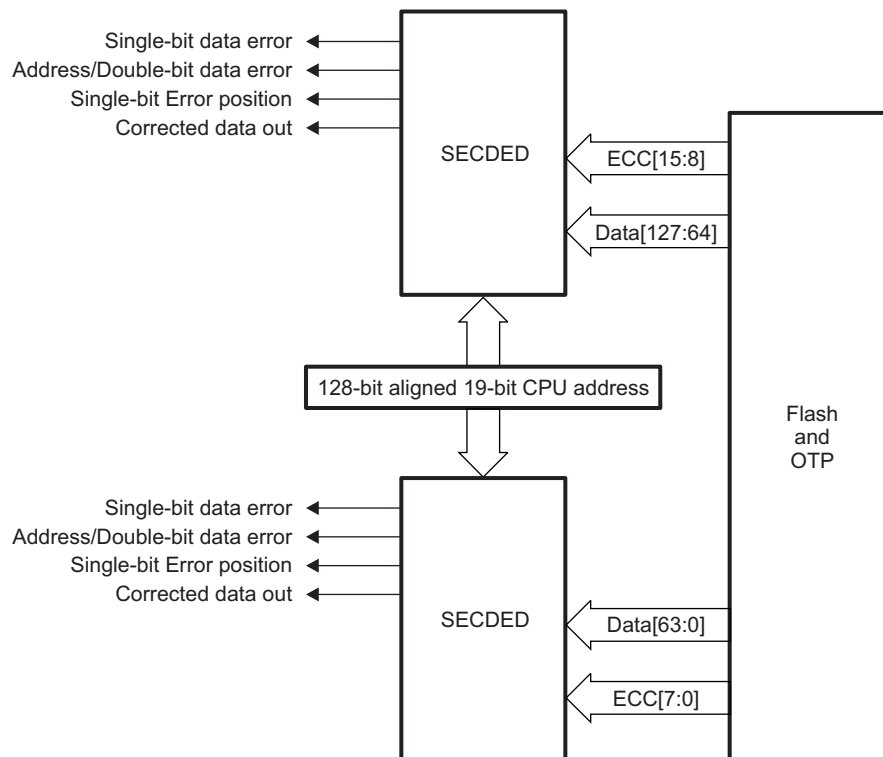 Single-bit data error
Address/Double-bit data error
Single-bit Error position
Corrected data out
SECDED
ECC[15:8]
Data[127:64]
128-bit aligned 19-bit CPU address
Flash
and
OTP
Single-bit data error
Address/Double-bit data error
Single-bit Error position
Corrected data out
SECDED
Data[63:0]
ECC[7:0]